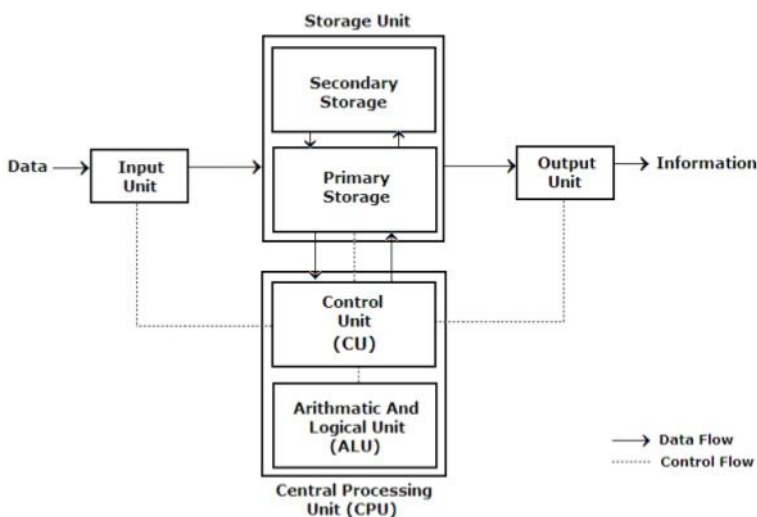 Storage Unit
Secondary
Storage
Data
Input
Unit
Primary
Storage
Output
Unit
Information
Control
Unit
(CU)
Arithmatic And
Logical Unit
(ALU)
Central Processing
Unit (CPU)
Data Flow
Control Flow